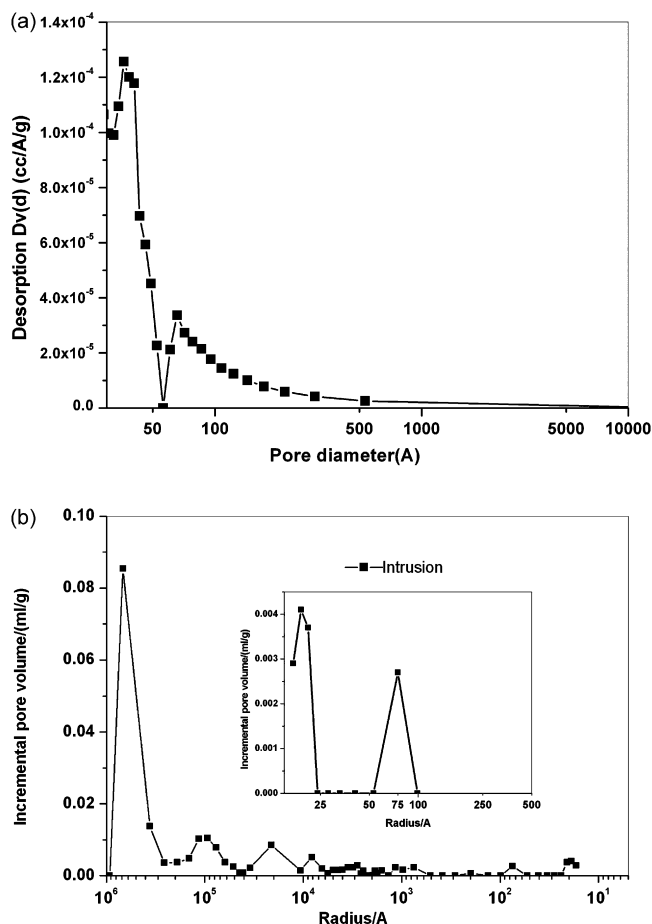 (a)
1.4x10⁻⁴
1.2x10⁻⁴
1.0x10⁻⁴
8.0x10⁻⁵
6.0x10⁻⁵
4.0x10⁻⁵
2.0x10⁻⁵
0.0
Desorption Dv(d) (cc/A/g)
50 100 500 1000 5000 10000
Pore diameter(A)
(b)
0.10
0.08
0.06
0.04
0.02
0.00
Incremental pore volume/(ml/g)
Intrusion
0.004
0.003
0.002
0.001
0.000
Incremental pore volume/(ml/g)
25 50 75 100 250 500
Radius/A
10⁶ 10⁵ 10⁴ 10³ 10² 10¹
Radius/A